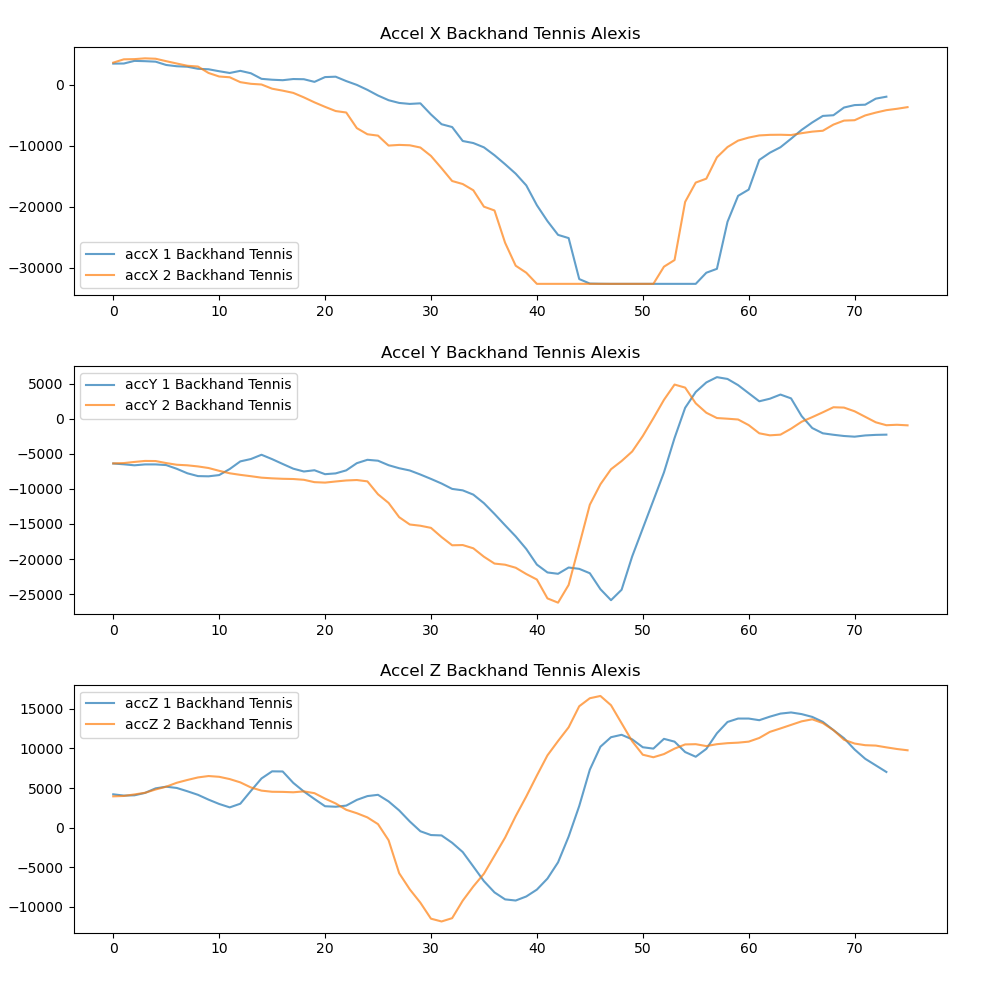 Accel X Backhand Tennis Alexis
0
−10000
−20000
−30000
accX 1 Backhand Tennis
accX 2 Backhand Tennis
0 10 20 30 40 50 60 70
Accel Y Backhand Tennis Alexis
5000
0
−5000
−10000
−15000
−20000
−25000
accY 1 Backhand Tennis
accY 2 Backhand Tennis
0 10 20 30 40 50 60 70
Accel Z Backhand Tennis Alexis
15000
10000
5000
0
−5000
−10000
accZ 1 Backhand Tennis
accZ 2 Backhand Tennis
0 10 20 30 40 50 60 70